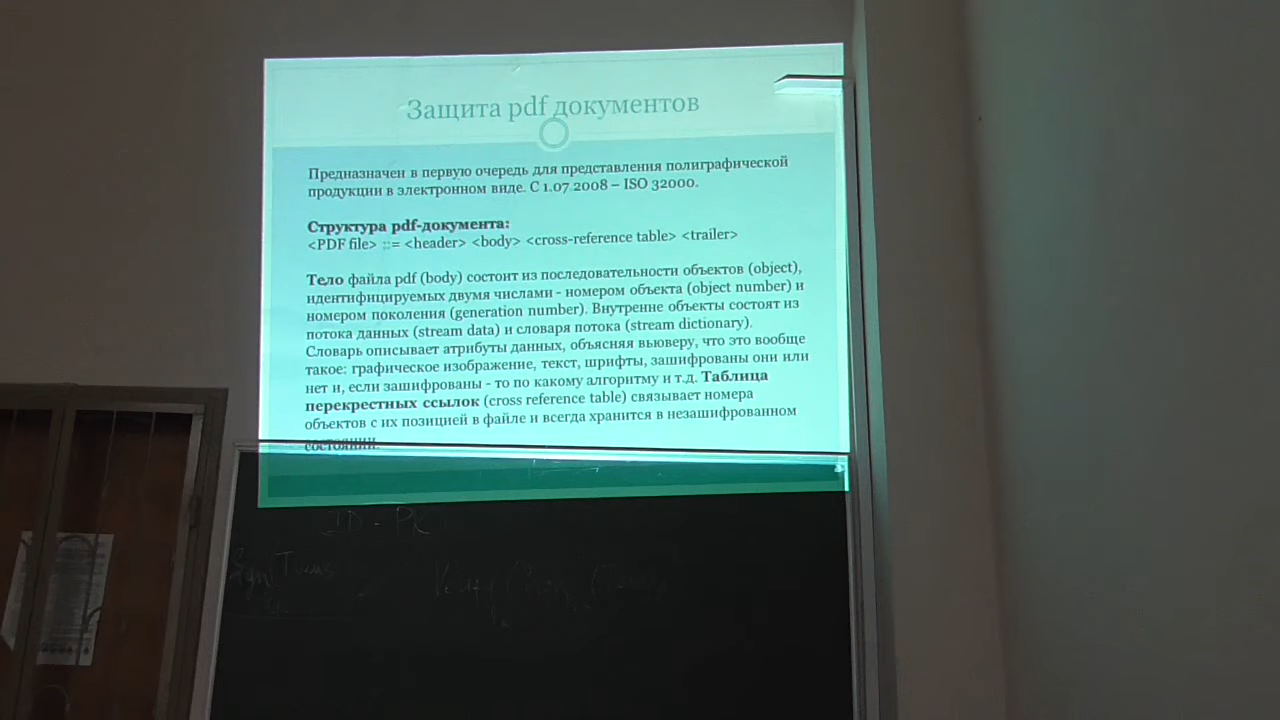 Защита pdf документов
Предназначен в первую очередь для представления полиграфической
продукции в электронном виде. С 1.07.2008 – ISO 32000.
Структура pdf-документа:
<PDF file> ::= <header> <body> <cross-reference table> <trailer>
Тело файла pdf (body) состоит из последовательности объектов (object),
идентифицируемых двумя числами - номером объекта (object number) и
номером поколения (generation number). Внутренне объекты состоят из
потока данных (stream data) и словаря потока (stream dictionary).
Словарь описывает атрибуты данных, объясняя вьюверу, что это вообще
такое: графическое изображение, текст, шрифты, зашифрованы они или
нет и, если зашифрованы - то по какому алгоритму и т.д. Таблица
перекрестных ссылок (cross reference table) связывает номера
объектов с их позицией в файле и всегда хранится в незашифрованном
состоянии.
ID - PK